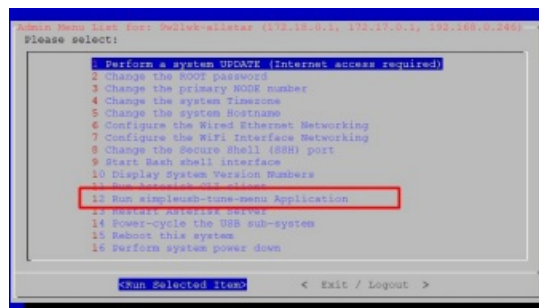 Admin Menu List for: (172.18.0.1, 172.17.0.1, 192.168.0.246)
Please select:
1 Perform a system UPDATE (Internet access required)
2 Change the ROOT password
3 Change the primary NODE number
4 Change the system Timezone
5 Change the system Hostname
6 Configure the Wired Ethernet Networking
7 Configure the WiFi Interface Networking
8 Change the Secure Shell (SSH) port
9 Start Bash shell interface
10 Display System Version Numbers
11 Run Asterisk CLI client
12 Run simpleusb-tune-menu Application
13 Restart Asterisk Server
14 Power-cycle the USB sub-system
15 Reboot this system
16 Perform system power down
<Run Selected Item> < Exit / Logout >